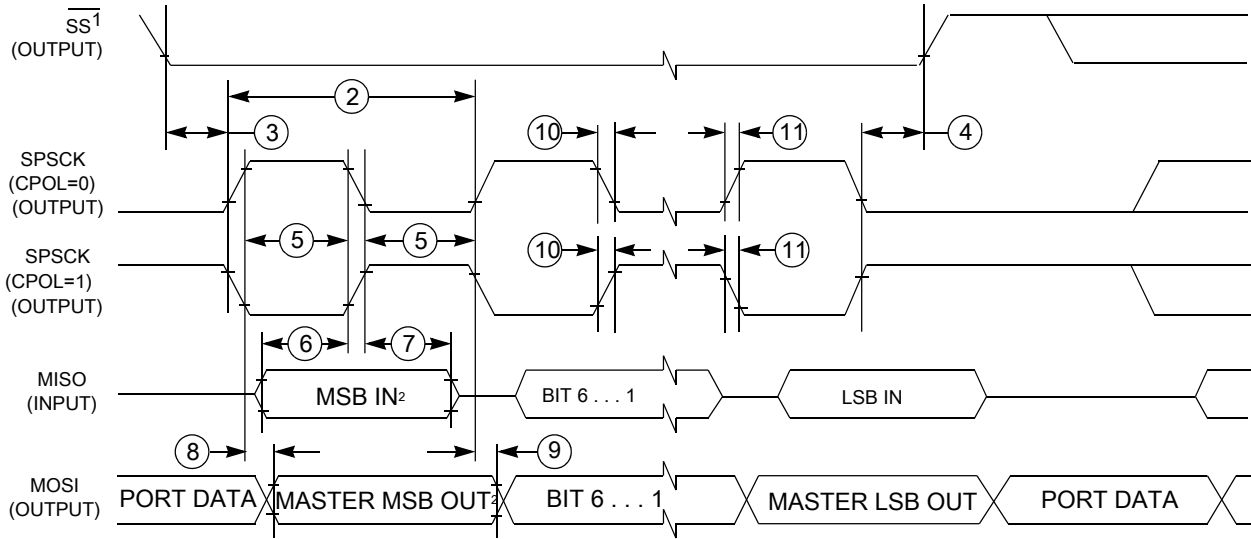 SS1
(OUTPUT)
2
3
10
11
4
SPSCK
(CPOL=0)
(OUTPUT)
5
5
SPSCK
(CPOL=1)
(OUTPUT)
10
11
6
7
MISO
(INPUT)
MSB IN2
BIT 6 . . . 1
LSB IN
8
9
MOSI
(OUTPUT)
PORT DATA
MASTER MSB OUT2
BIT 6 . . . 1
MASTER LSB OUT
PORT DATA